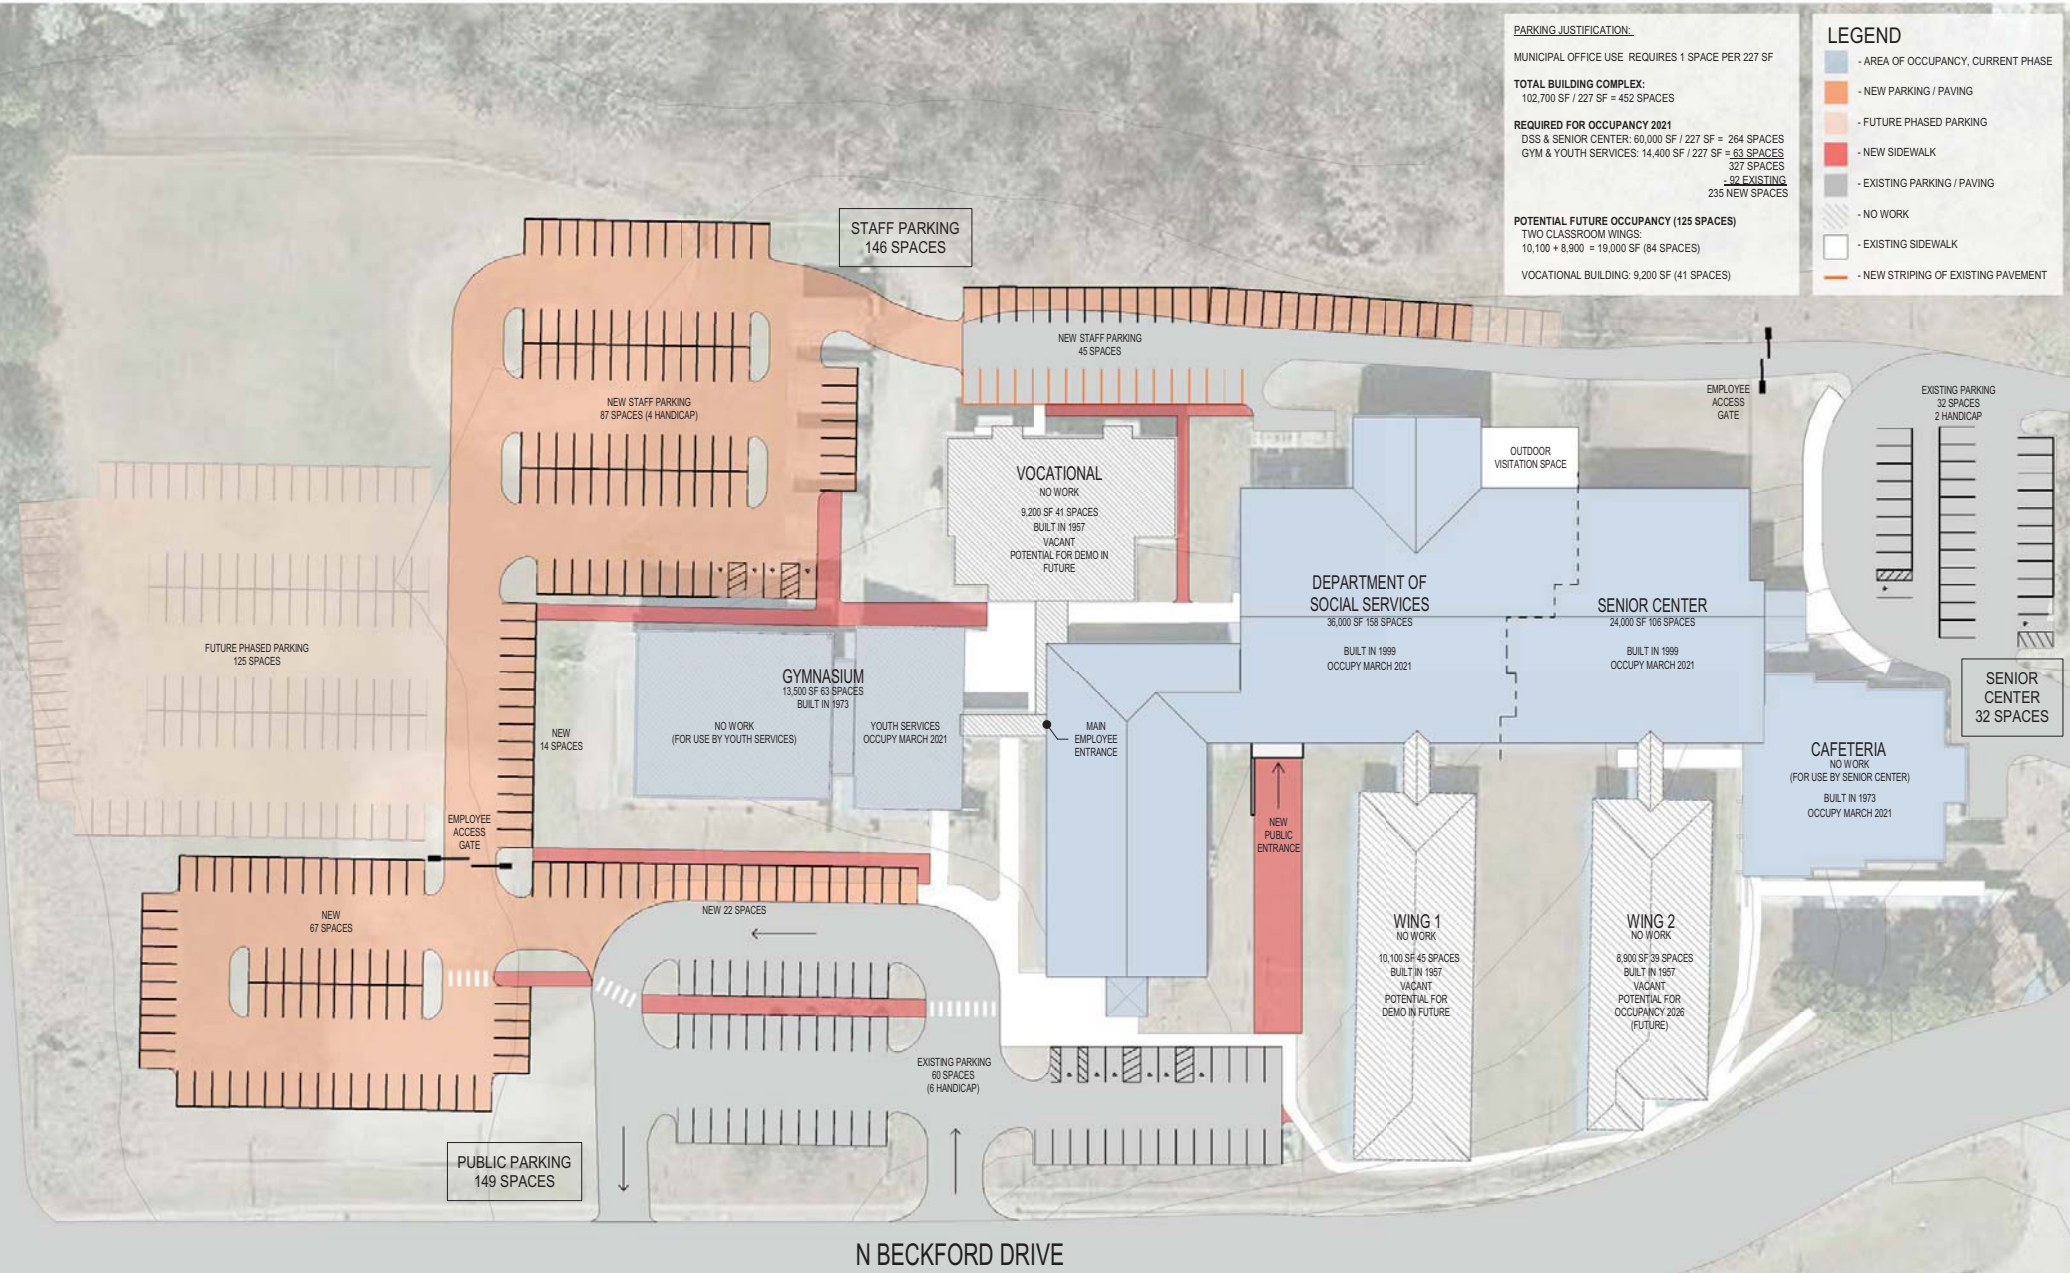 PARKING JUSTIFICATION:
MUNICIPAL OFFICE USE REQUIRES 1 SPACE PER 227 SF
TOTAL BUILDING COMPLEX:
102,700 SF / 227 SF = 452 SPACES
REQUIRED FOR OCCUPANCY 2021
DSS & SENIOR CENTER: 60,000 SF / 227 SF = 264 SPACES
GYM & YOUTH SERVICES: 14,400 SF / 227 SF = 63 SPACES
327 SPACES
- 92 EXISTING
235 NEW SPACES
POTENTIAL FUTURE OCCUPANCY (125 SPACES)
TWO CLASSROOM WINGS:
10,100 + 8,900 = 19,000 SF (84 SPACES)
VOCATIONAL BUILDING: 9,200 SF (41 SPACES)
LEGEND
- AREA OF OCCUPANCY, CURRENT PHASE
- NEW PARKING / PAVING
- FUTURE PHASED PARKING
- NEW SIDEWALK
- EXISTING PARKING / PAVING
- NO WORK
- EXISTING SIDEWALK
- NEW STRIPING OF EXISTING PAVEMENT
STAFF PARKING
146 SPACES
NEW STAFF PARKING
45 SPACES
NEW STAFF PARKING
87 SPACES (4 HANDICAP)
EMPLOYEE
ACCESS
GATE
EXISTING PARKING
32 SPACES
2 HANDICAP
OUTDOOR
VISITATION SPACE
VOCATIONAL
NO WORK
9,200 SF 41 SPACES
BUILT IN 1957
VACANT
POTENTIAL FOR DEMO IN
FUTURE
DEPARTMENT OF
SOCIAL SERVICES
36,000 SF 158 SPACES
BUILT IN 1999
OCCUPY MARCH 2021
SENIOR CENTER
24,000 SF 106 SPACES
BUILT IN 1999
OCCUPY MARCH 2021
FUTURE PHASED PARKING
125 SPACES
GYMNASIUM
13,500 SF 63 SPACES
BUILT IN 1973
NO WORK
(FOR USE BY YOUTH SERVICES)
YOUTH SERVICES
OCCUPY MARCH 2021
NEW
14 SPACES
MAIN
EMPLOYEE
ENTRANCE
SENIOR
CENTER
32 SPACES
CAFETERIA
NO WORK
(FOR USE BY SENIOR CENTER)
BUILT IN 1973
OCCUPY MARCH 2021
EMPLOYEE
ACCESS
GATE
NEW
PUBLIC
ENTRANCE
NEW
67 SPACES
NEW 22 SPACES
WING 1
NO WORK
10,100 SF 45 SPACES
BUILT IN 1957
VACANT
POTENTIAL FOR
DEMO IN FUTURE
WING 2
NO WORK
8,900 SF 39 SPACES
BUILT IN 1957
VACANT
POTENTIAL FOR
OCCUPANCY 2026
(FUTURE)
EXISTING PARKING
60 SPACES
(6 HANDICAP)
PUBLIC PARKING
149 SPACES
N BECKFORD DRIVE